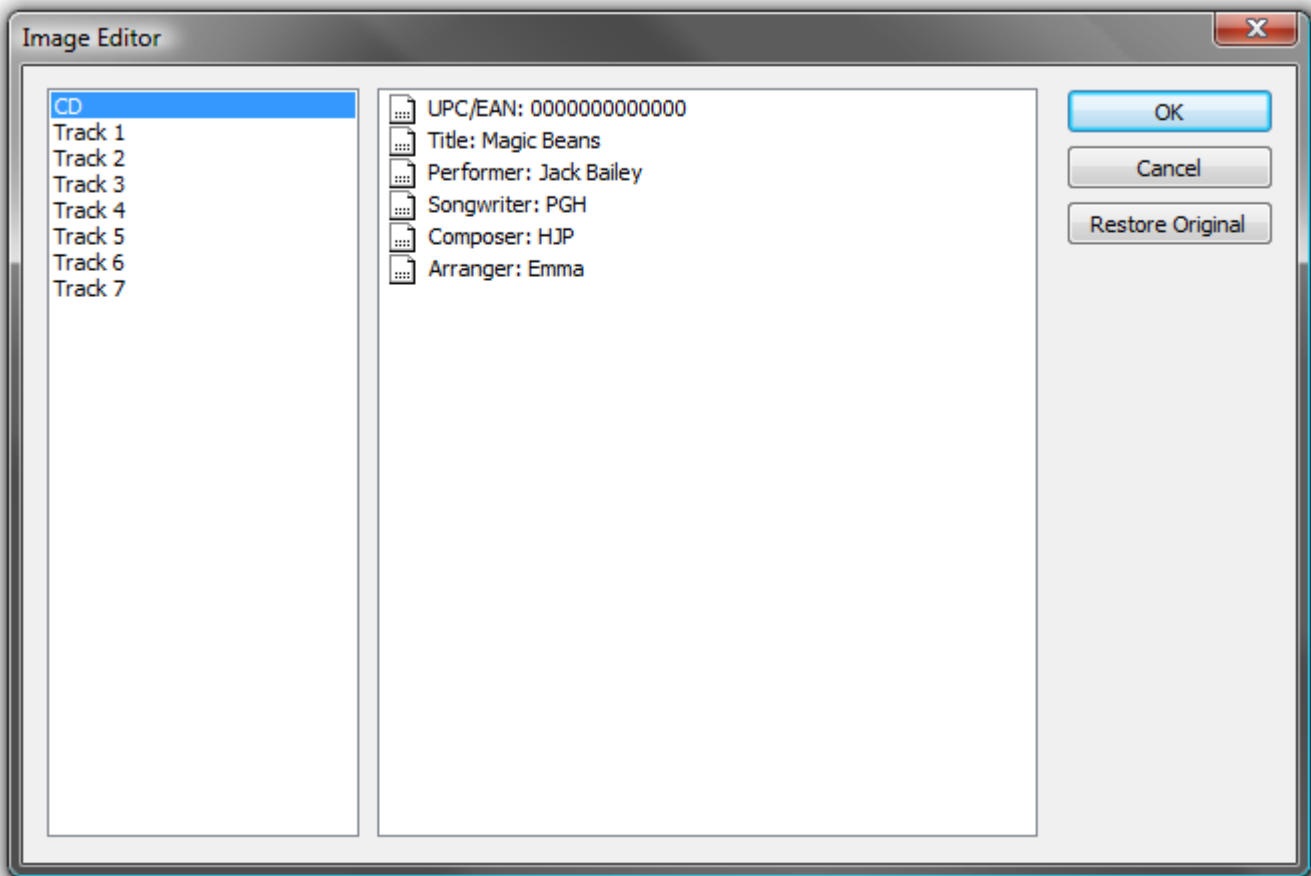 Image Editor
CD
Track 1
Track 2
Track 3
Track 4
Track 5
Track 6
Track 7
UPC/EAN: 0000000000000
Title: Magic Beans
Performer: Jack Bailey
Songwriter: PGH
Composer: HJP
Arranger: Emma
OK
Cancel
Restore Original